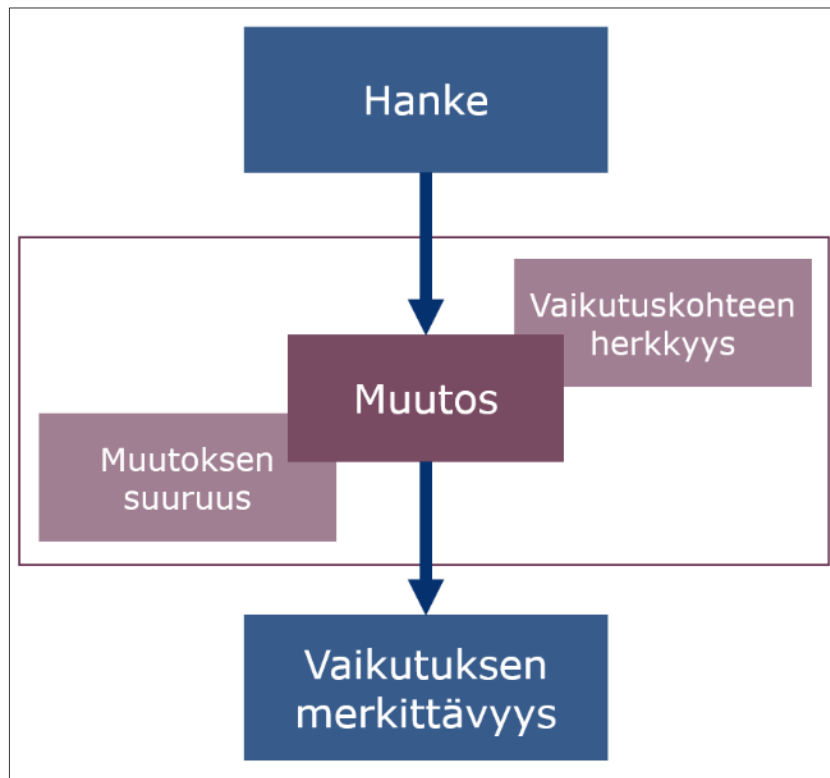 Hanke
Vaikutuskohteen
herkkyys
Muutos
Muutoksen
suuruus
Vaikutuksen
merkittävyys